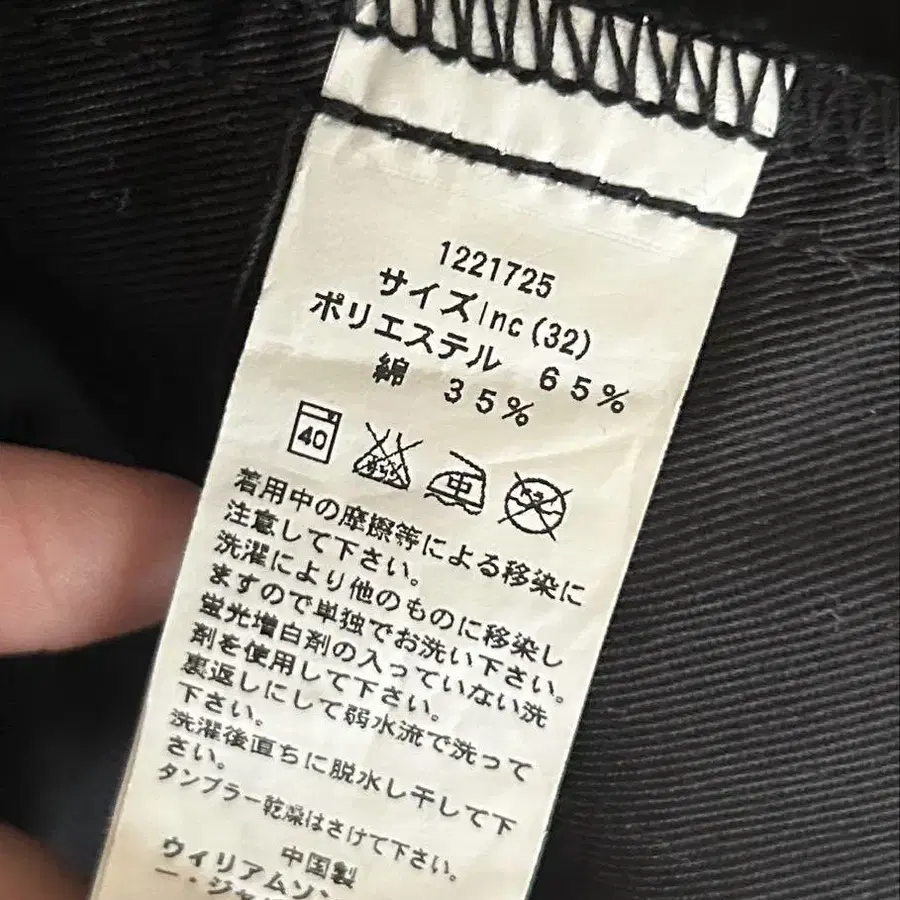 1221725
サイズInc (32)
ポリエステル 65%
綿 35%
40
中
着用中の摩擦等による移染に
注意して下さい。
洗濯により他のものに移染し
ますので単独でお洗い下さい。
蛍光増白剤の入っていない洗
剤を使用して下さい。
裏返しにして弱水流で洗って
下さい。
洗濯後直ちに脱水し干して下
さい。
タンブラー乾燥はさけて下さい。
中国製
ウィリアムソン
ー・ジャ